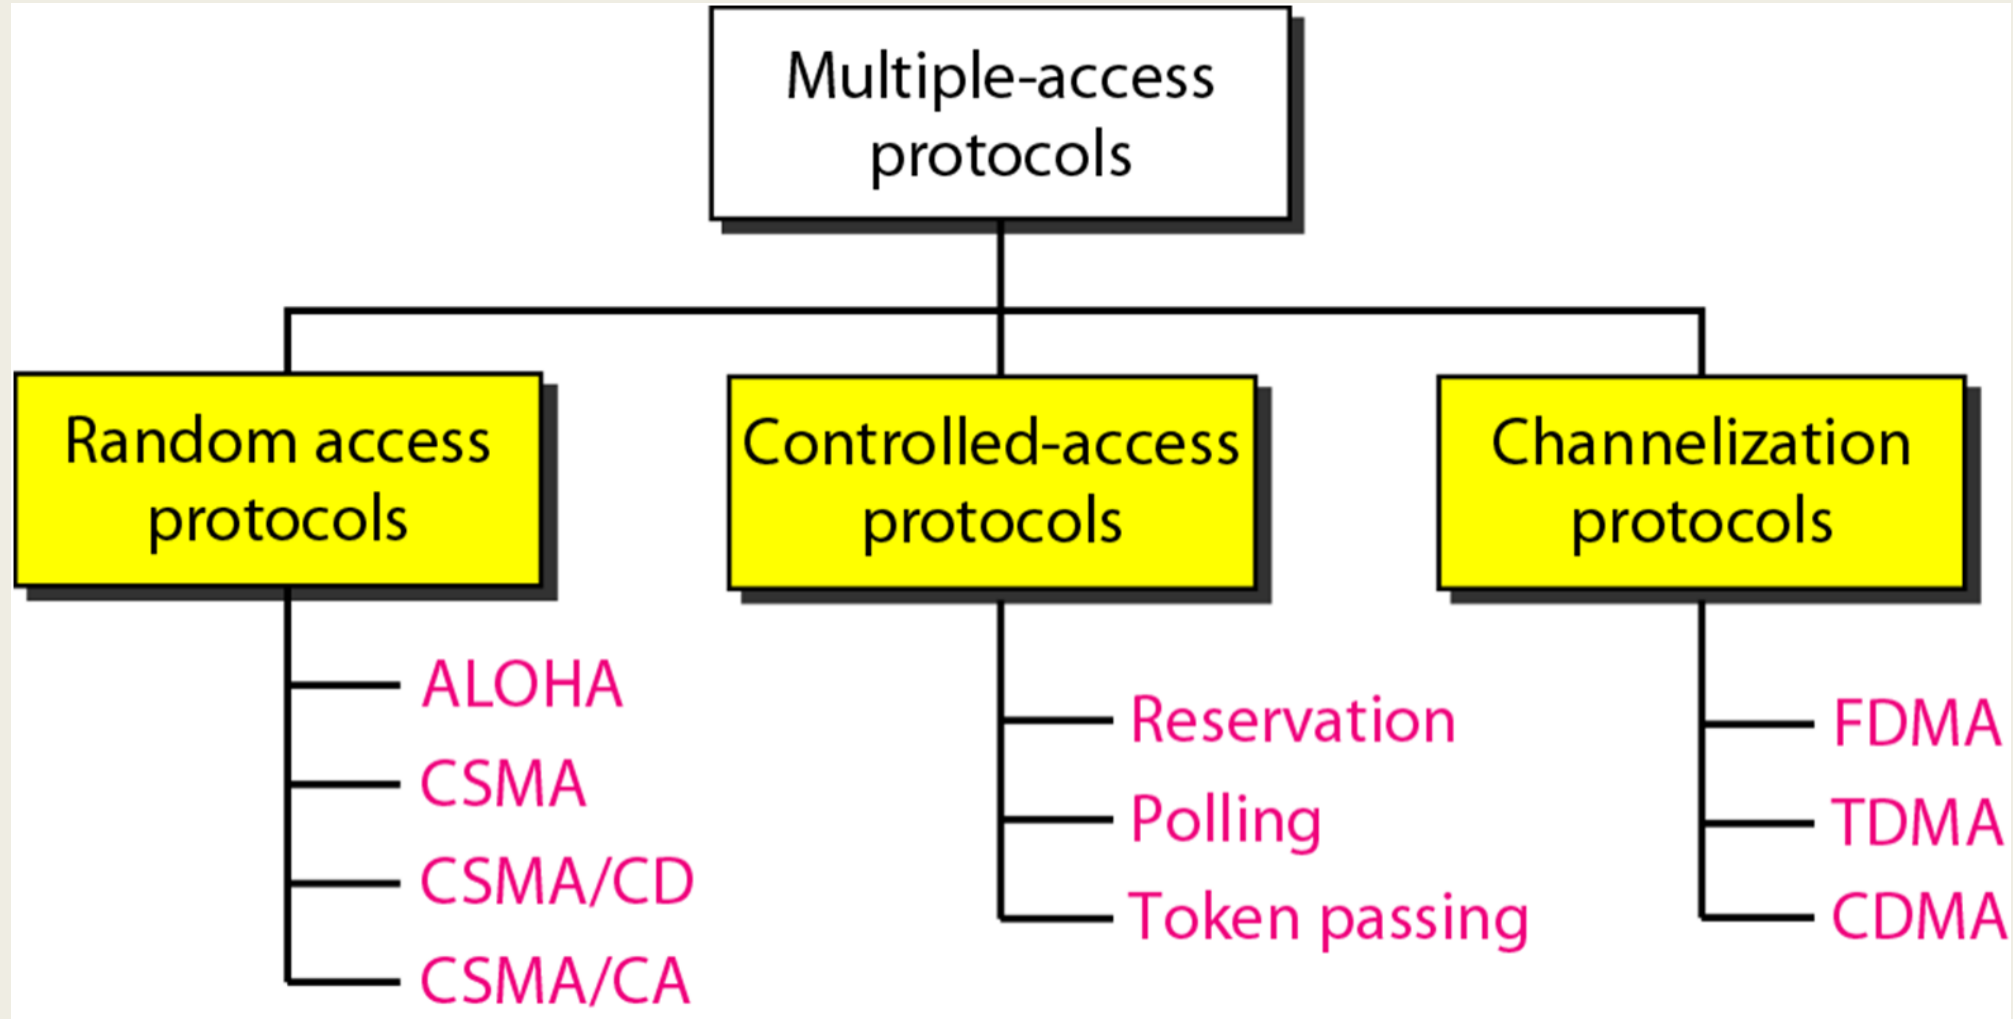 Multiple-access
protocols
Random access
protocols
Controlled-access
protocols
Channelization
protocols
ALOHA
CSMA
CSMA/CD
CSMA/CA
Reservation
Polling
Token passing
FDMA
TDMA
CDMA